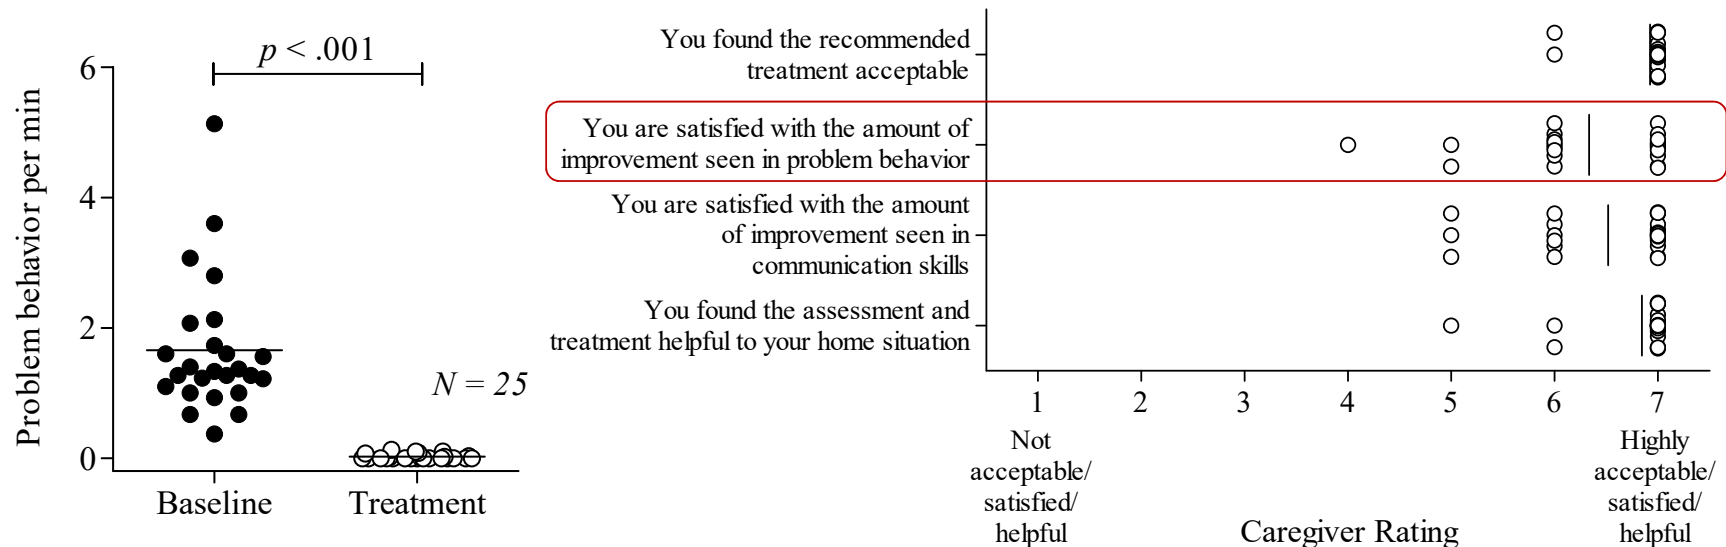 Problem behavior per min
6
4
2
0
p < .001
N = 25
Baseline
Treatment
You found the recommended
treatment acceptable
You are satisfied with the amount of
improvement seen in problem behavior
You are satisfied with the amount
of improvement seen in
communication skills
You found the assessment and
treatment helpful to your home situation
1 2 3 4 5 6 7
Not
acceptable/
satisfied/
helpful
Highly
acceptable/
satisfied/
helpful
Caregiver Rating